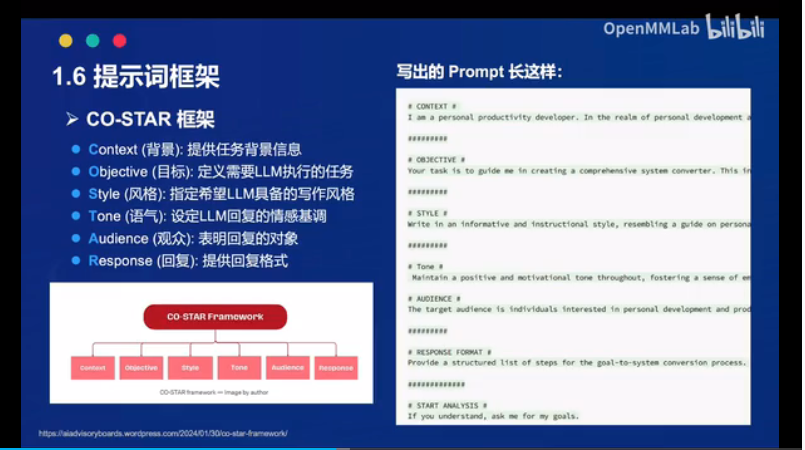 OpenMMLab bilibili
1.6 提示词框架
➢ CO-STAR 框架
● Context (背景): 提供任务背景信息
● Objective (目标): 定义需要LLM执行的任务
● Style (风格): 指定希望LLM具备的写作风格
● Tone (语气): 设定LLM回复的情感基调
● Audience (观众): 表明回复的对象
● Response (回复): 提供回复格式
CO-STAR Framework
Context Objective Style Tone Audience Response
CO-STAR framework — image by author
https://aiadvisoryboards.wordpress.com/2024/01/30/co-star-framework/
写出的 Prompt 长这样:
# CONTEXT #
I am a personal productivity developer. In the realm of personal development a
#########
# OBJECTIVE #
Your task is to guide me in creating a comprehensive system converter. This in
#########
# STYLE #
Write in an informative and instructional style, resembling a guide on persona
#########
# Tone #
Maintain a positive and motivational tone throughout, fostering a sense of em
# AUDIENCE #
The target audience is individuals interested in personal development and prod
#########
# RESPONSE FORMAT #
Provide a structured list of steps for the goal-to-system conversion process.
#############
# START ANALYSIS #
If you understand, ask me for my goals.